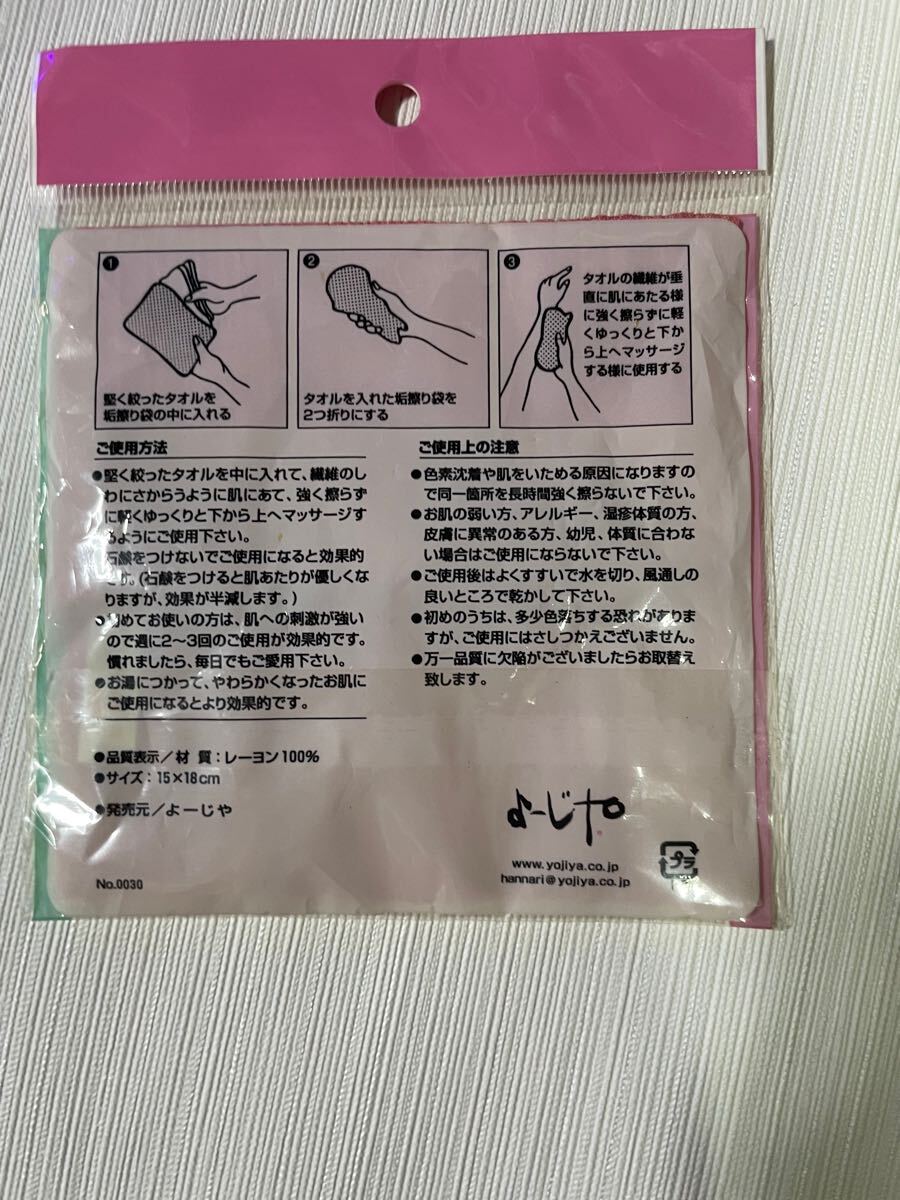 1
堅く絞ったタオルを
垢擦り袋の中に入れる
2
タオルを入れた垢擦り袋を
2つ折りにする
3
タオルの繊維が垂
直に肌にあたる様
に強く擦らずに軽
くゆっくりと下か
ら上へマッサージ
する様に使用する
ご使用方法
●堅く絞ったタオルを中に入れて、繊維のし
わにさからうように肌にあて、強く擦らず
に軽くゆっくりと下から上へマッサージす
るようにご使用下さい。
石鹸をつけないでご使用になると効果的
です。(石鹸をつけると肌あたりが優しくな
りますが、効果が半減します。)
●初めてお使いの方は、肌への刺激が強い
ので週に2〜3回のご使用が効果的です。
慣れましたら、毎日でもご愛用下さい。
●お湯につかって、やわらかくなったお肌に
ご使用になるとより効果的です。
●品質表示/材 質：レーヨン100%
●サイズ：15×18cm
●発売元/よーじや
No.0030
ご使用上の注意
●色素沈着や肌をいためる原因になりますの
で同一箇所を長時間強く擦らないで下さい。
●お肌の弱い方、アレルギー、湿疹体質の方、
皮膚に異常のある方、幼児、体質に合わな
い場合はご使用にならないで下さい。
●ご使用後はよくすすいで水を切り、風通しの
良いところで乾かして下さい。
●初めのうちは、多少色落ちする恐れがありま
すが、ご使用にはさしつかえございません。
●万一品質に欠陥がございましたらお取替え
致します。
よーじや
www.yojiya.co.jp
hannari@yojiya.co.jp
プラ